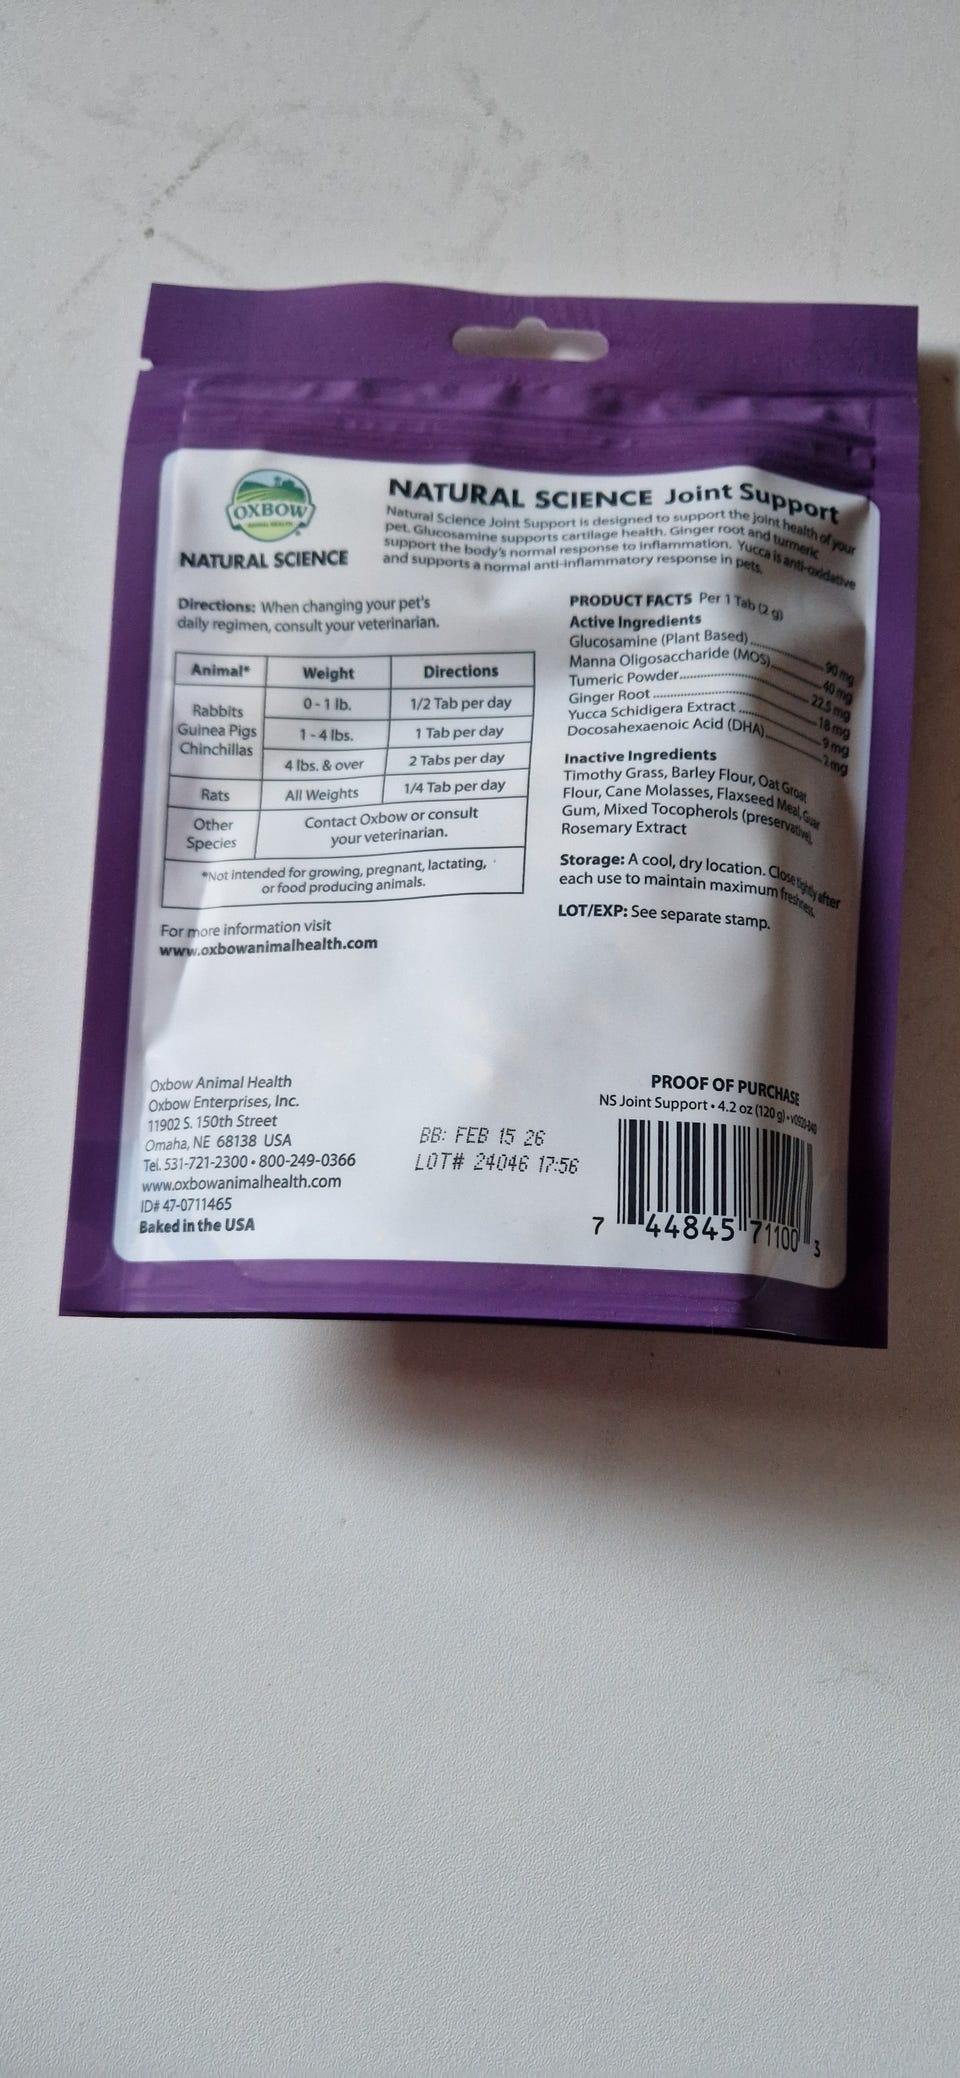 OXBOW
ANIMAL HEALTH
NATURAL SCIENCE
NATURAL SCIENCE Joint Support
Natural Science Joint Support is designed to support the joint health of your
pet. Glucosamine supports cartilage health. Ginger root and turmeric
support the body's normal response to inflammation. Yucca is anti-oxidative
and supports a normal anti-inflammatory response in pets.
Directions: When changing your pet's
daily regimen, consult your veterinarian.
Animal* Weight Directions
Rabbits
Guinea Pigs
Chinchillas
0 - 1 lb. 1/2 Tab per day
1 - 4 lbs. 1 Tab per day
4 lbs. & over 2 Tabs per day
Rats All Weights 1/4 Tab per day
Other
Species
Contact Oxbow or consult
your veterinarian.
*Not intended for growing, pregnant, lactating,
or food producing animals.
For more information visit
www.oxbowanimalhealth.com
PRODUCT FACTS Per 1 Tab (2 g)
Active Ingredients
Glucosamine (Plant Based)..............90 mg
Manna Oligosaccharide (MOS)..........40 mg
Tumeric Powder..............................22.5 mg
Ginger Root ....................................18 mg
Yucca Schidigera Extract ..................9 mg
Docosahexaenoic Acid (DHA)............2 mg
Inactive Ingredients
Timothy Grass, Barley Flour, Oat Groat
Flour, Cane Molasses, Flaxseed Meal, Guar
Gum, Mixed Tocopherols (preservative),
Rosemary Extract
Storage: A cool, dry location. Close tightly after
each use to maintain maximum freshness.
LOT/EXP: See separate stamp.
Oxbow Animal Health
Oxbow Enterprises, Inc.
11902 S. 150th Street
Omaha, NE 68138 USA
Tel. 531-721-2300 • 800-249-0366
www.oxbowanimalhealth.com
ID# 47-0711465
Baked in the USA
BB: FEB 15 26
LOT# 24046 17:56
PROOF OF PURCHASE
NS Joint Support • 4.2 oz (120 g) •
7 44845 71100 3